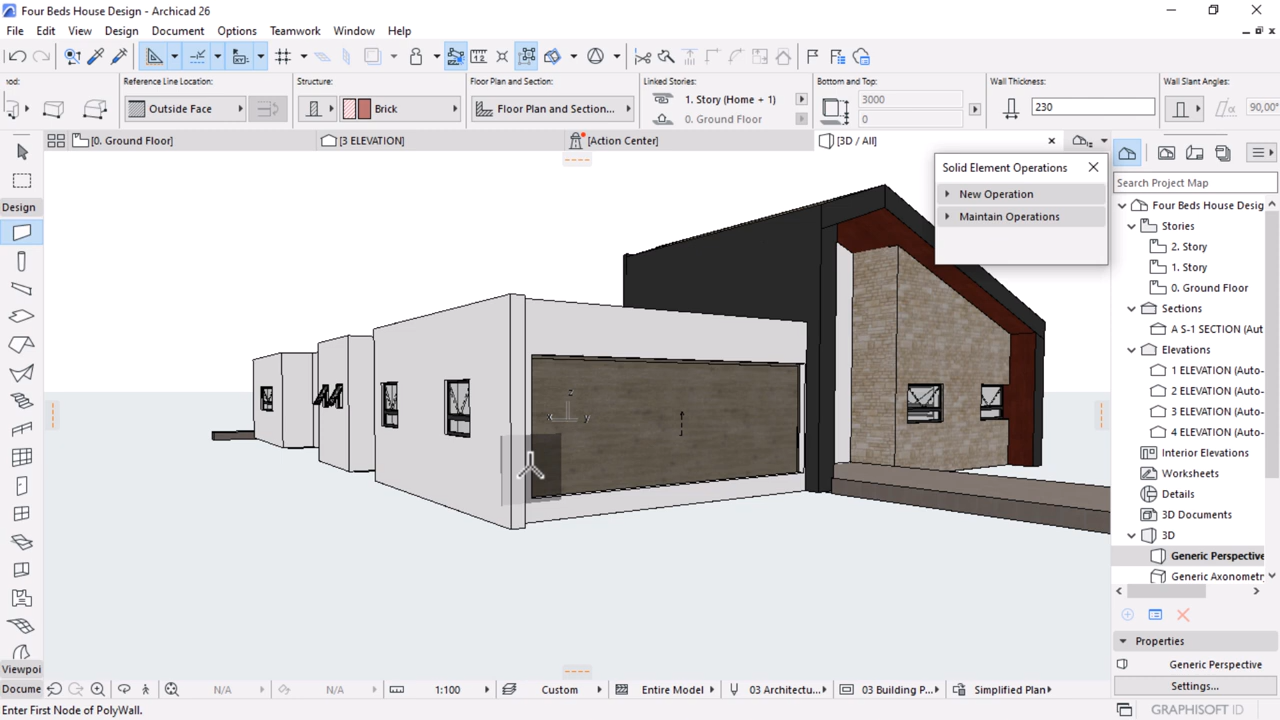 Four Beds House Design - Archicad 26
File Edit View Design Document Options Teamwork Window Help
Reference Line Location: Structure: Floor Plan and Section: Linked Stories: Bottom and Top: Wall Thickness: Wall Slant Angles:
Outside Face Brick Floor Plan and Section... 1. Story (Home + 1) 3000 230 90,00°
0. Ground Floor 0
[0. Ground Floor] [3 ELEVATION] [Action Center] [3D / All]
Solid Element Operations
New Operation
Maintain Operations
Search Project Map
Design
Four Beds House Desig
Stories
2. Story
1. Story
0. Ground Floor
Sections
A S-1 SECTION (Aut
Elevations
1 ELEVATION (Auto-
2 ELEVATION (Auto-
3 ELEVATION (Auto-
4 ELEVATION (Auto-
Interior Elevations
Worksheets
Details
3D Documents
3D
Generic Perspective
Generic Axonometr
Properties
Generic Perspective
Settings...
x y z
Viewpoi
Docume N/A N/A 1:100 Custom Entire Model 03 Architectu... 03 Building P... Simplified Plan
Enter First Node of PolyWall.
GRAPHISOFT ID